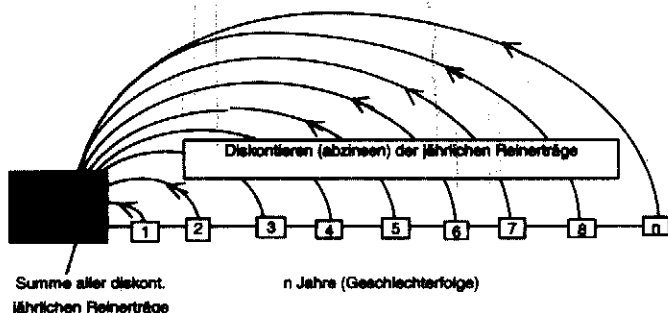 Diskontieren (abzinsen) der jährlichen Reinerträge
1 2 3 4 5 6 7 8 n
Summe aller diskont.
jährlichen Reinerträge
n Jahre (Geschlechterfolge)